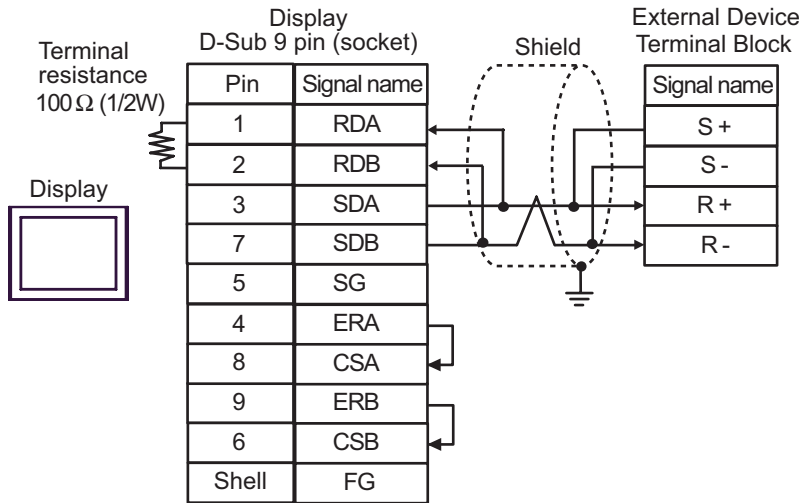 Display
D-Sub 9 pin (socket)
Shield
External Device
Terminal Block
Terminal
resistance
100Ω (1/2W)
Display
Pin Signal name
1 RDA
2 RDB
3 SDA
7 SDB
5 SG
4 ERA
8 CSA
9 ERB
6 CSB
Shell FG
Signal name
S +
S -
R +
R -